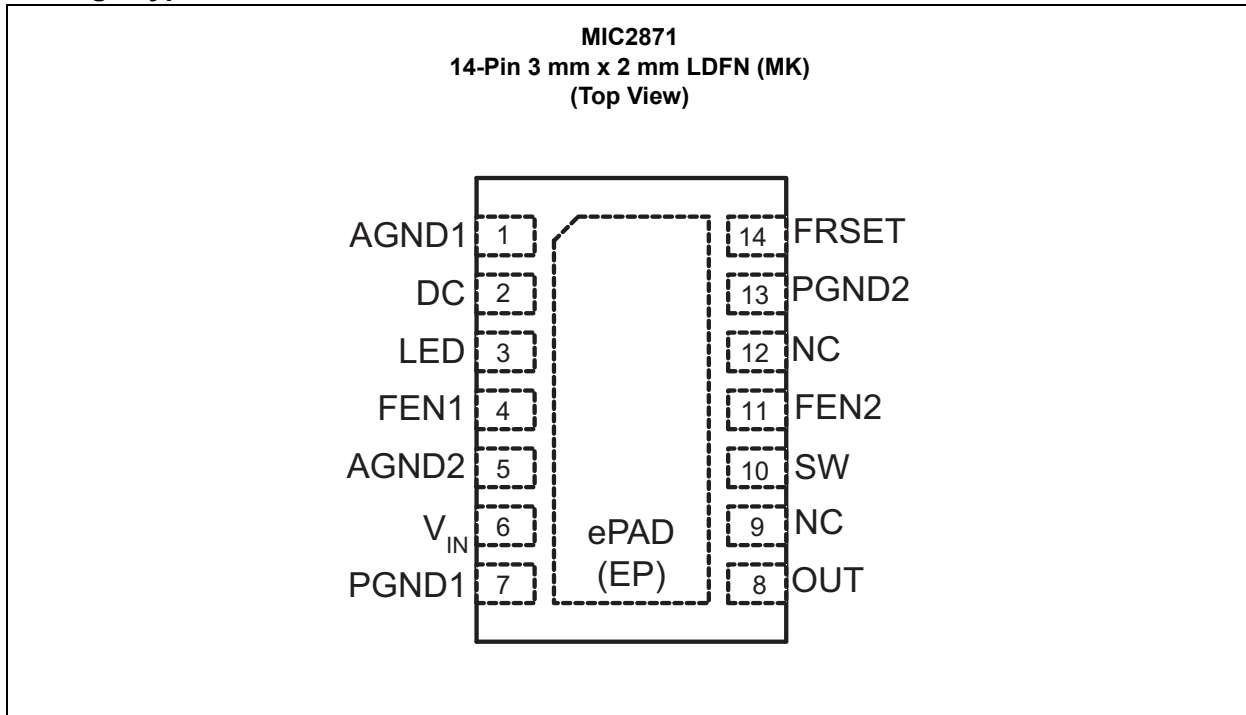 MIC2871
14-Pin 3 mm x 2 mm LDFN (MK)
(Top View)
AGND1 1
DC 2
LED 3
FEN1 4
AGND2 5
VIN 6
PGND1 7
14 FRSET
13 PGND2
12 NC
11 FEN2
10 SW
9 NC
8 OUT
ePAD
(EP)